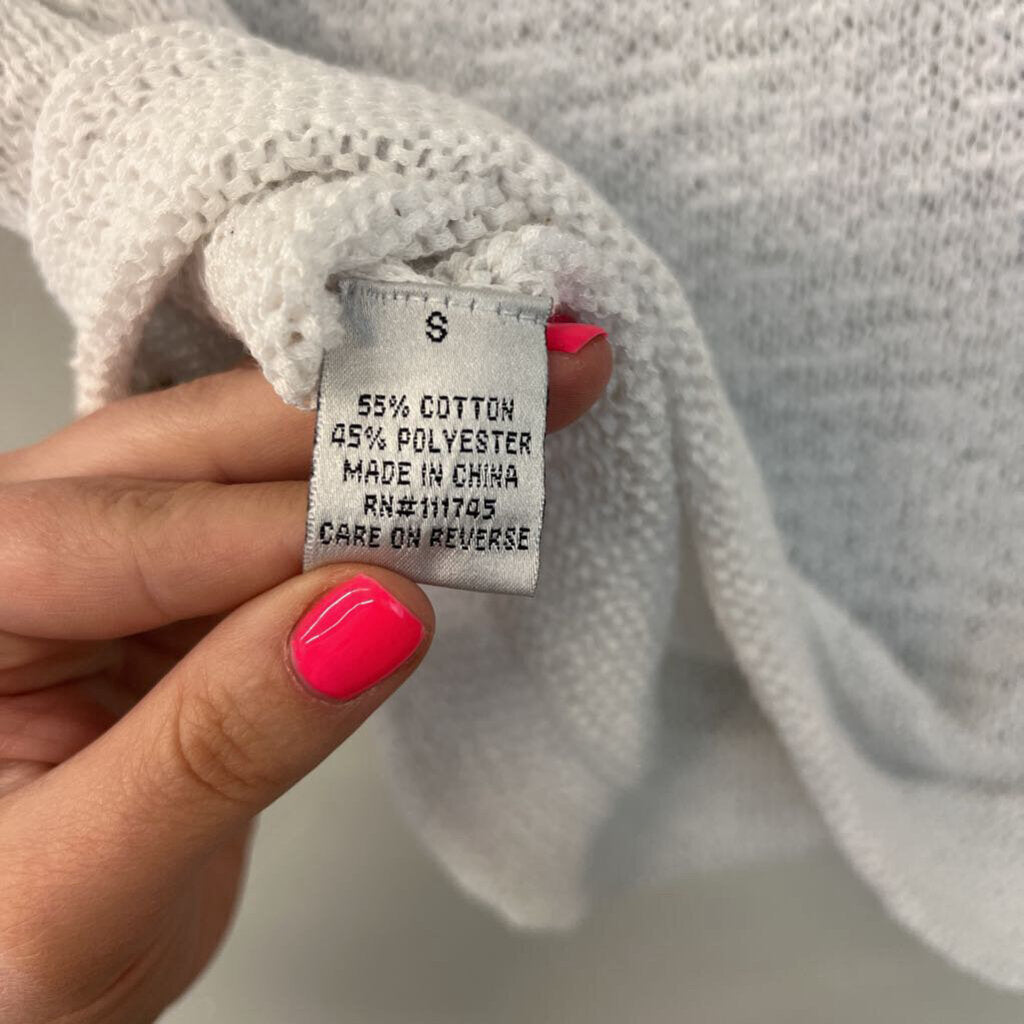 S
55% COTTON
45% POLYESTER
MADE IN CHINA
RN#111745
CARE ON REVERSE